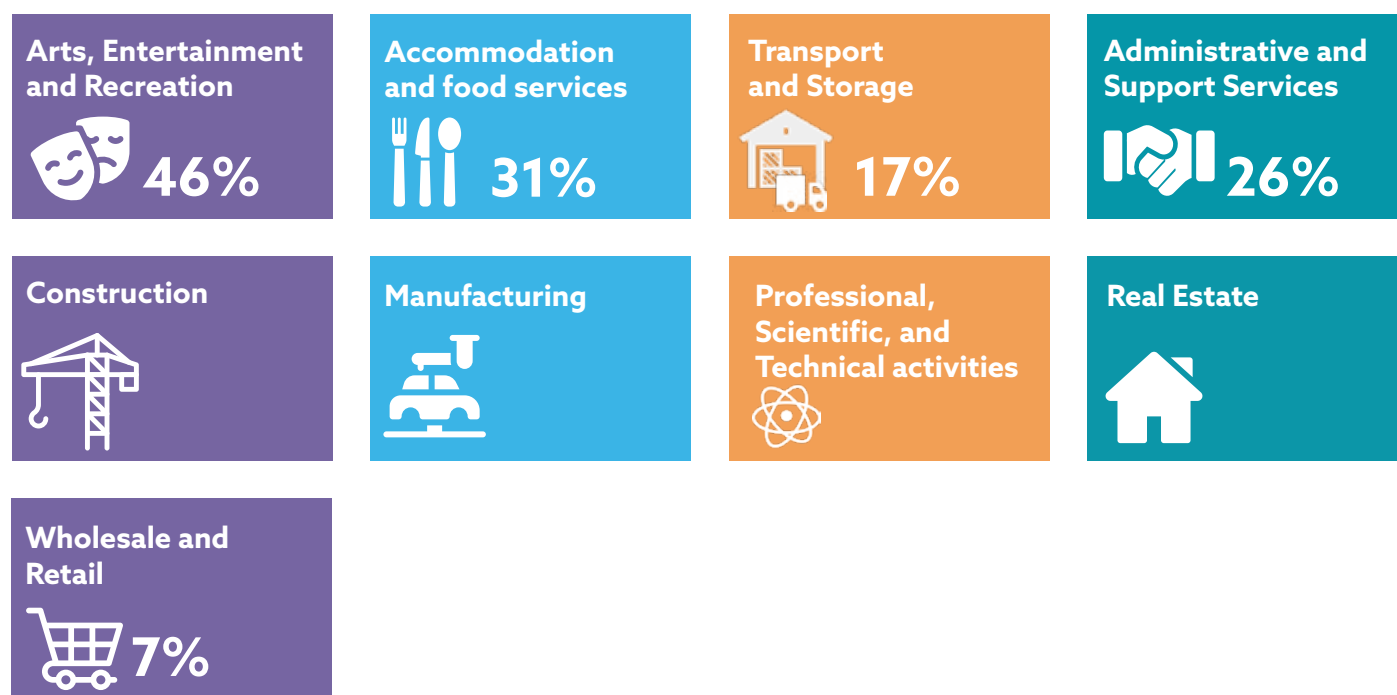 Arts, Entertainment
and Recreation
46%
Accommodation
and food services
31%
Transport
and Storage
17%
Administrative and
Support Services
26%
Construction
Manufacturing
Professional,
Scientific, and
Technical activities
Real Estate
Wholesale and
Retail
7%